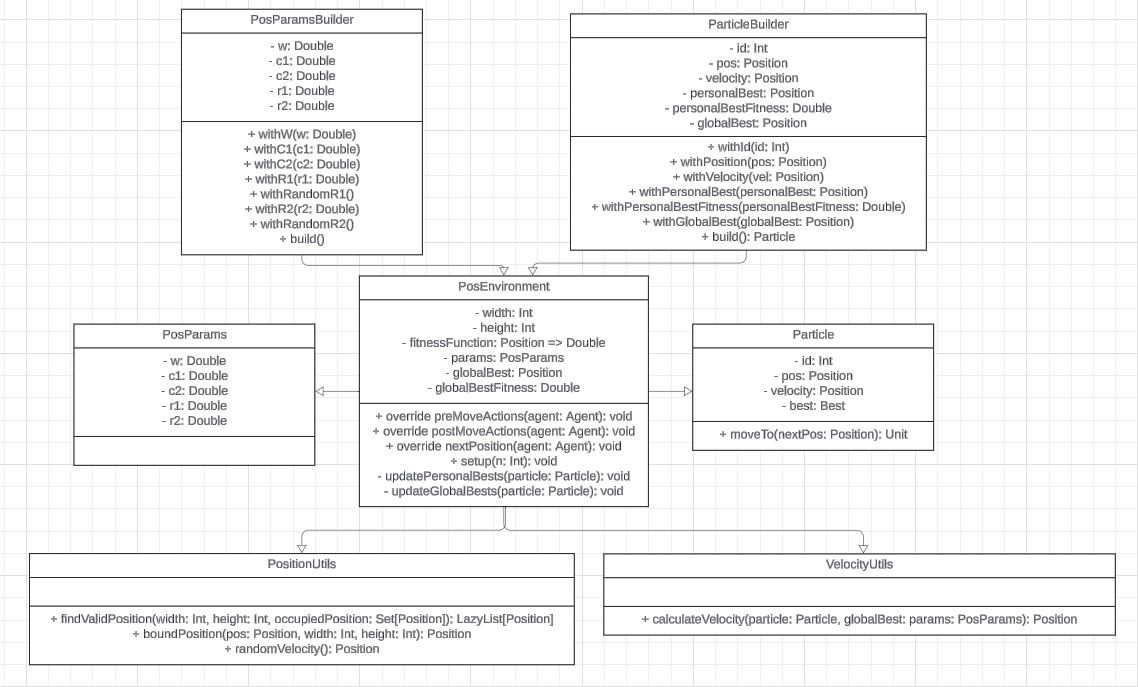 PosParamsBuilder
- w: Double
- c1: Double
- c2: Double
- r1: Double
- r2: Double
+ withW(w: Double)
+ withC1(c1: Double)
+ withC2(c2: Double)
+ withR1(r1: Double)
+ withRandomR1()
+ withR2(r2: Double)
+ withRandomR2()
+ build()
ParticleBuilder
- id: Int
- pos: Position
- velocity: Position
- personalBest: Position
- personalBestFitness: Double
- globalBest: Position
+ withId(id: Int)
+ withPosition(pos: Position)
+ withVelocity(vel: Position)
+ withPersonalBest(personalBest: Position)
+ withPersonalBestFitness(personalBestFitness: Double)
+ withGlobalBest(globalBest: Position)
+ build(): Particle
PosEnvironment
- width: Int
- height: Int
- fitnessFunction: Position => Double
- params: PosParams
- globalBest: Position
- globalBestFitness: Double
+ override preMoveActions(agent: Agent): void
+ override postMoveActions(agent: Agent): void
+ override nextPosition(agent: Agent): void
+ setup(n: Int): void
- updatePersonalBests(particle: Particle): void
- updateGlobalBests(particle: Particle): void
PosParams
- w: Double
- c1: Double
- c2: Double
- r1: Double
- r2: Double
Particle
- id: Int
- pos: Position
- velocity: Position
- best: Best
+ moveTo(nextPos: Position): Unit
PositionUtils
+ findValidPosition(width: Int, height: Int, occupiedPosition: Set[Position]): LazyList[Position]
+ boundPosition(pos: Position, width: Int, height: Int): Position
+ randomVelocity(): Position
VelocityUtils
+ calculateVelocity(particle: Particle, globalBest: params: PosParams): Position